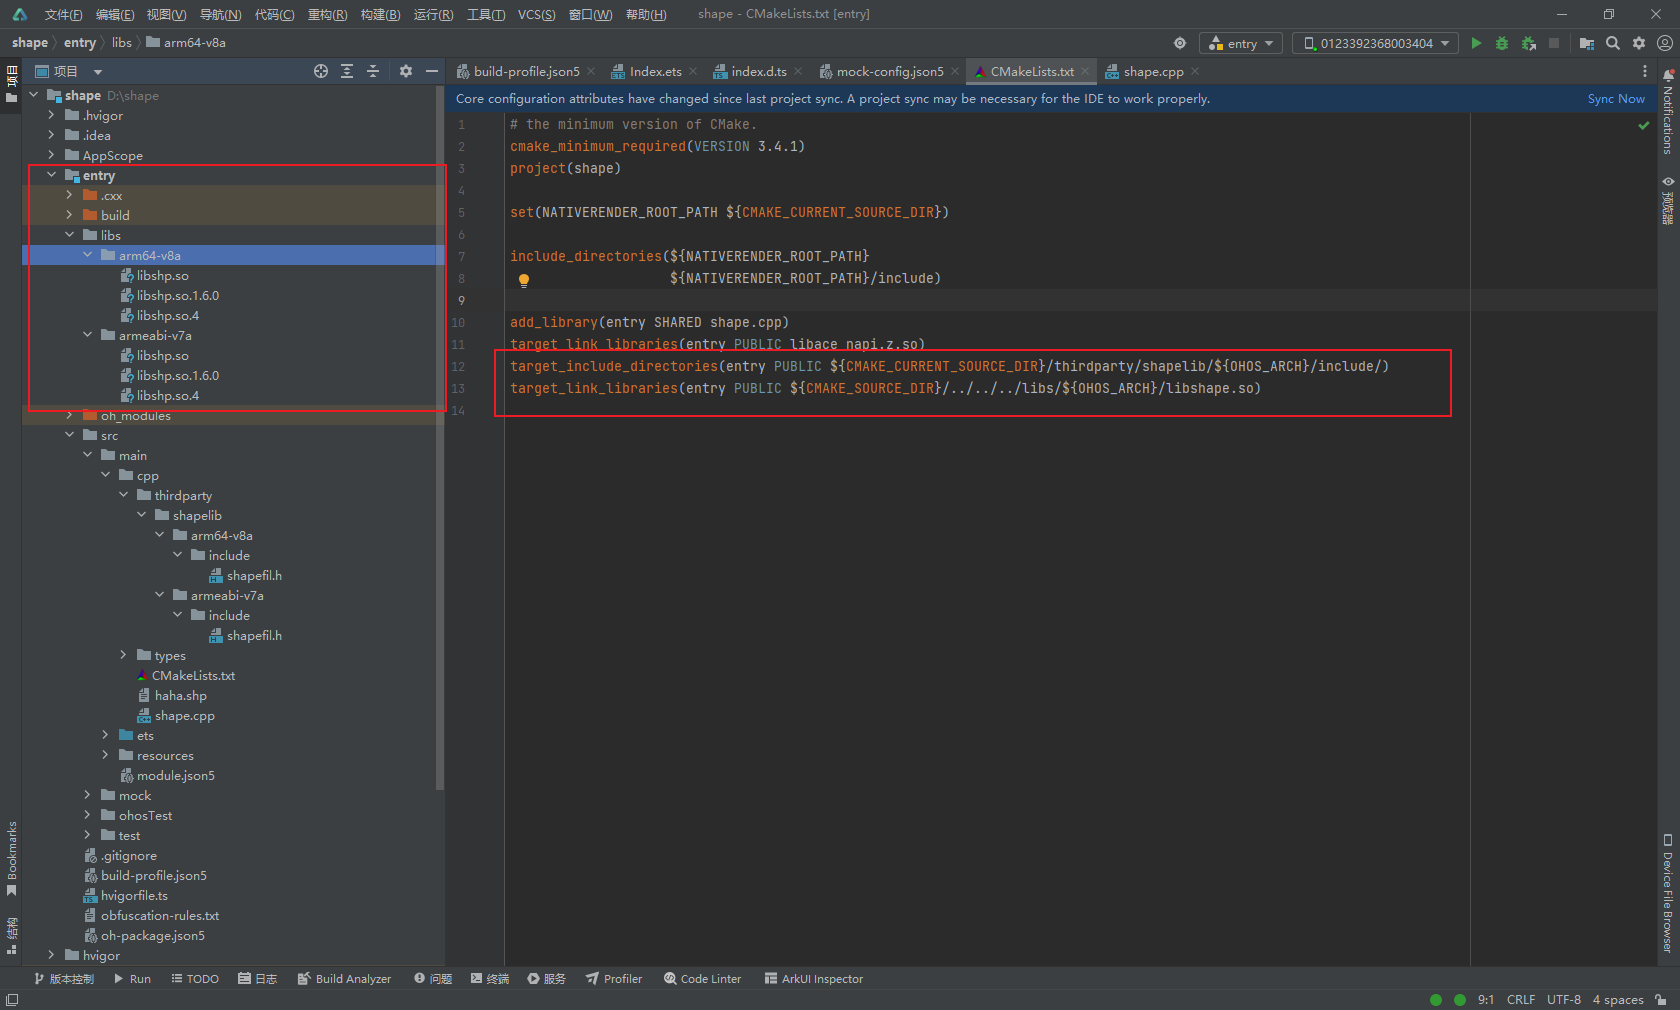 文件(F) 编辑(E) 视图(V) 导航(N) 代码(C) 重构(R) 构建(B) 运行(R) 工具(T) VCS(S) 窗口(W) 帮助(H) shape - CMakeLists.txt [entry]
shape entry libs arm64-v8a entry 0123392368003404
项目
项目
build-profile.json5 Index.ets index.d.ts mock-config.json5 CMakeLists.txt shape.cpp
Core configuration attributes have changed since last project sync. A project sync may be necessary for the IDE to work properly. Sync Now
shape D:\shape
.hvigor
.idea
AppScope
entry
.cxx
build
libs
arm64-v8a
libshp.so
libshp.so.1.6.0
libshp.so.4
armeabi-v7a
libshp.so
libshp.so.1.6.0
libshp.so.4
oh_modules
src
main
cpp
thirdparty
shapelib
arm64-v8a
include
shapefil.h
armeabi-v7a
include
shapefil.h
types
CMakeLists.txt
haha.shp
shape.cpp
ets
resources
module.json5
mock
ohosTest
test
.gitignore
build-profile.json5
hvigorfile.ts
obfuscation-rules.txt
oh-package.json5
hvigor
1 # the minimum version of CMake.
2 cmake_minimum_required(VERSION 3.4.1)
3 project(shape)
4
5 set(NATIVERENDER_ROOT_PATH ${CMAKE_CURRENT_SOURCE_DIR})
6
7 include_directories(${NATIVERENDER_ROOT_PATH}
8 ${NATIVERENDER_ROOT_PATH}/include)
9
10 add_library(entry SHARED shape.cpp)
11 target_link_libraries(entry PUBLIC libace_napi.z.so)
12 target_include_directories(entry PUBLIC ${CMAKE_CURRENT_SOURCE_DIR}/thirdparty/shapelib/${OHOS_ARCH}/include/)
13 target_link_libraries(entry PUBLIC ${CMAKE_SOURCE_DIR}/../../../libs/${OHOS_ARCH}/libshape.so)
14
Notifications
预览器
Device File Browser
Bookmarks
结构
版本控制 Run TODO 日志 Build Analyzer 问题 终端 服务 Profiler Code Linter ArkUI Inspector
9:1 CRLF UTF-8 4 spaces